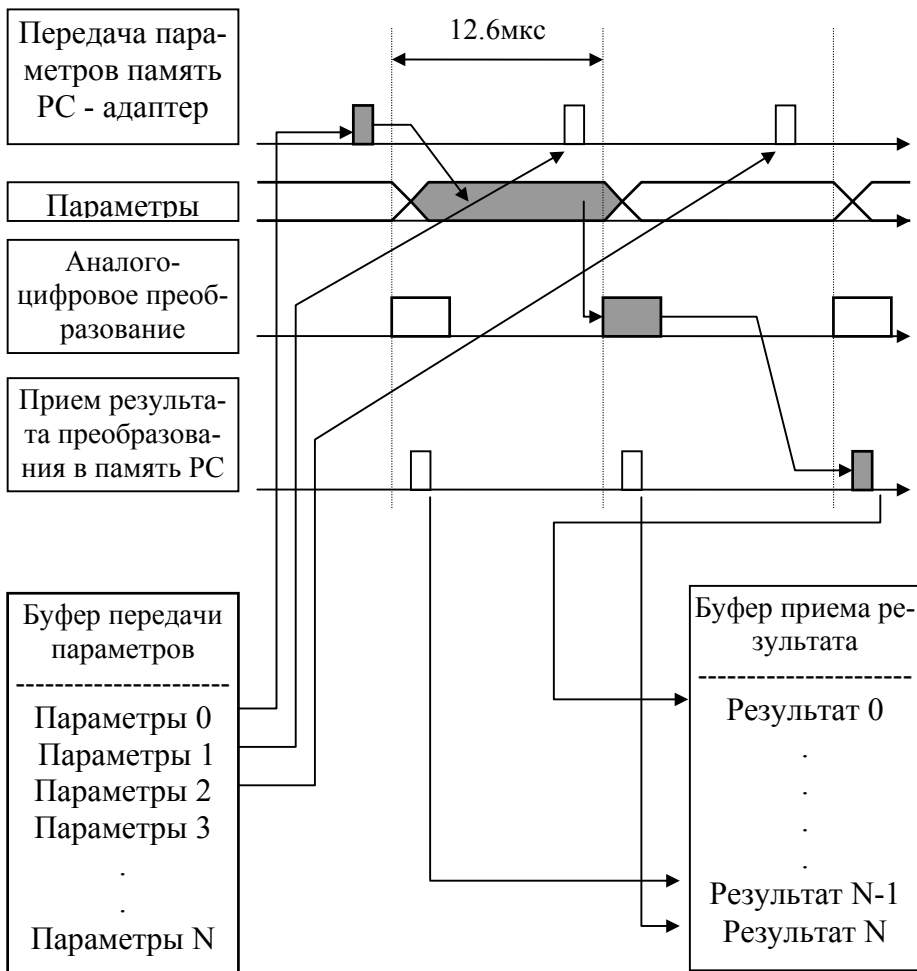 Передача пара-
метров память
PC - адаптер
12.6мкс
Параметры
Аналого-
цифровое преоб-
разование
Прием результа-
та преобразова-
ния в память PC
Буфер передачи
параметров
--------------------
Параметры 0
Параметры 1
Параметры 2
Параметры 3
.
.
Параметры N
Буфер приема ре-
зультата
--------------------
Результат 0
.
.
.
.
Результат N-1
Результат N